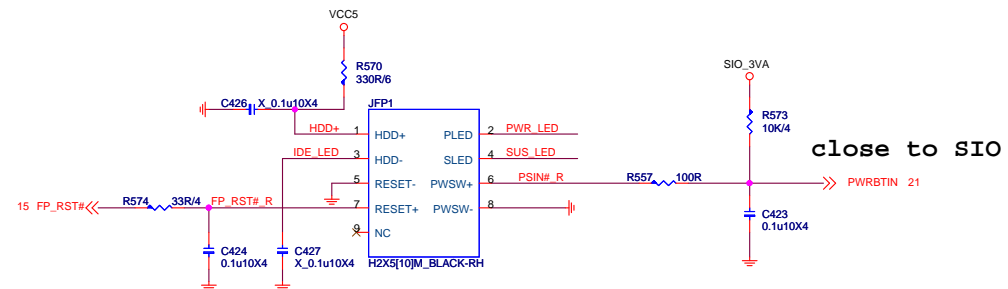 VCC5
R570
330R/6
SIO_3VA
C426
X_0.1u10X4
JFP1
R573
10K/4
HDD+
1
HDD+
PLED
2
PWR_LED
close to SIO
IDE_LED
3
HDD-
SLED
4
SUS_LED
5
RESET-
PWSW+
6
PSIN#_R
R557
100R
PWRBTIN 21
15 FP_RST#
R574
33R/4
FP_RST#_R
7
RESET+
PWSW-
8
9
NC
C423
0.1u10X4
C424
0.1u10X4
C427
X_0.1u10X4
H2X5[10]M_BLACK-RH